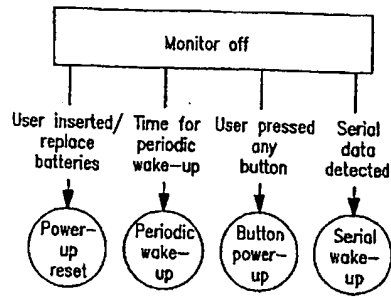 Monitor off
User inserted/
replace
batteries
Time for
periodic
wake-up
User pressed
any
button
Serial
data
detected
Power-
up
reset
Periodic
wake-
up
Button
power-
up
Serial
wake-
up